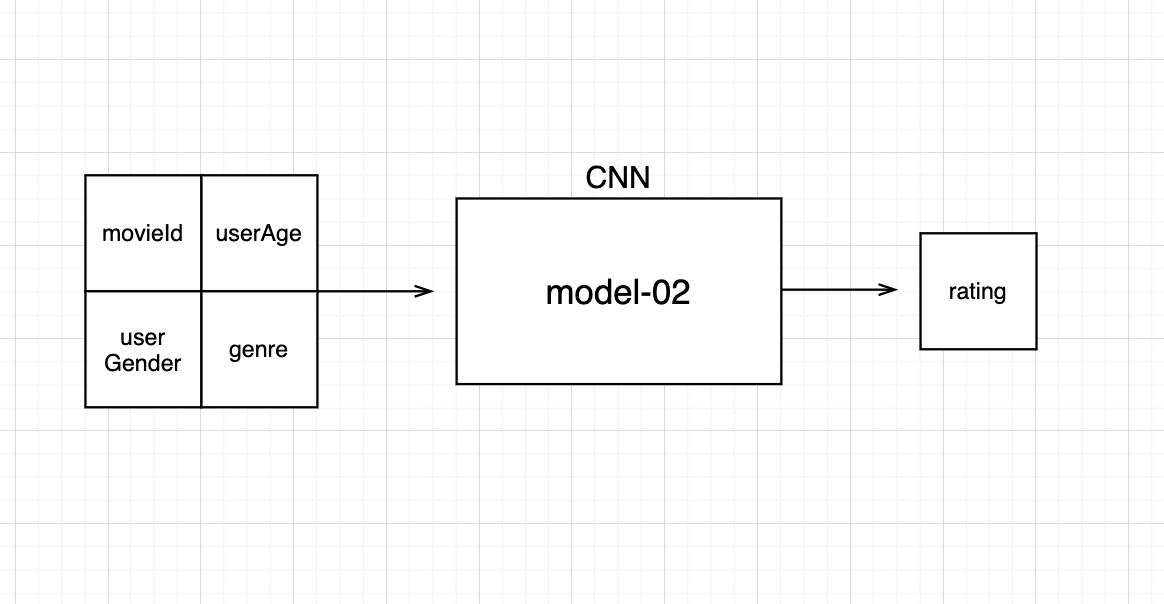 CNN
movieId
userAge
user
Gender
genre
model-02
rating